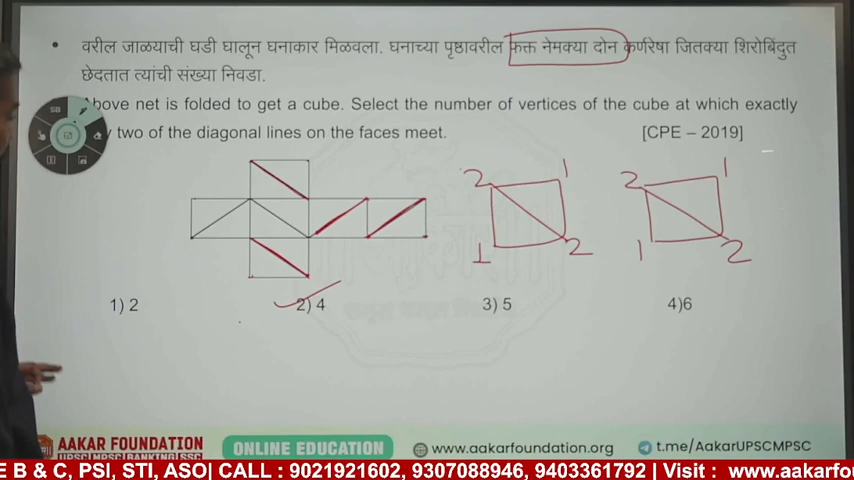 • वरील जाळयाची घडी घालून घनाकार मिळवला. घनाच्या पृष्ठावरील फक्त नेमक्या दोन कर्णरेषा जितक्या शिरोबिंदुत
छेदतात त्यांची संख्या निवडा.
Above net is folded to get a cube. Select the number of vertices of the cube at which exactly
two of the diagonal lines on the faces meet. [CPE – 2019]
2 1 2 1
1 2 1 2
1) 2 2) 4 3) 5 4)6
AAKAR FOUNDATION
UPSC MPSC BANKING SSC
ONLINE EDUCATION
www.aakarfoundation.org
t.me/AakarUPSCMPSC
E B & C, PSI, STI, ASO| CALL : 9021921602, 9307088946, 9403361792 | Visit : www.aakarfou